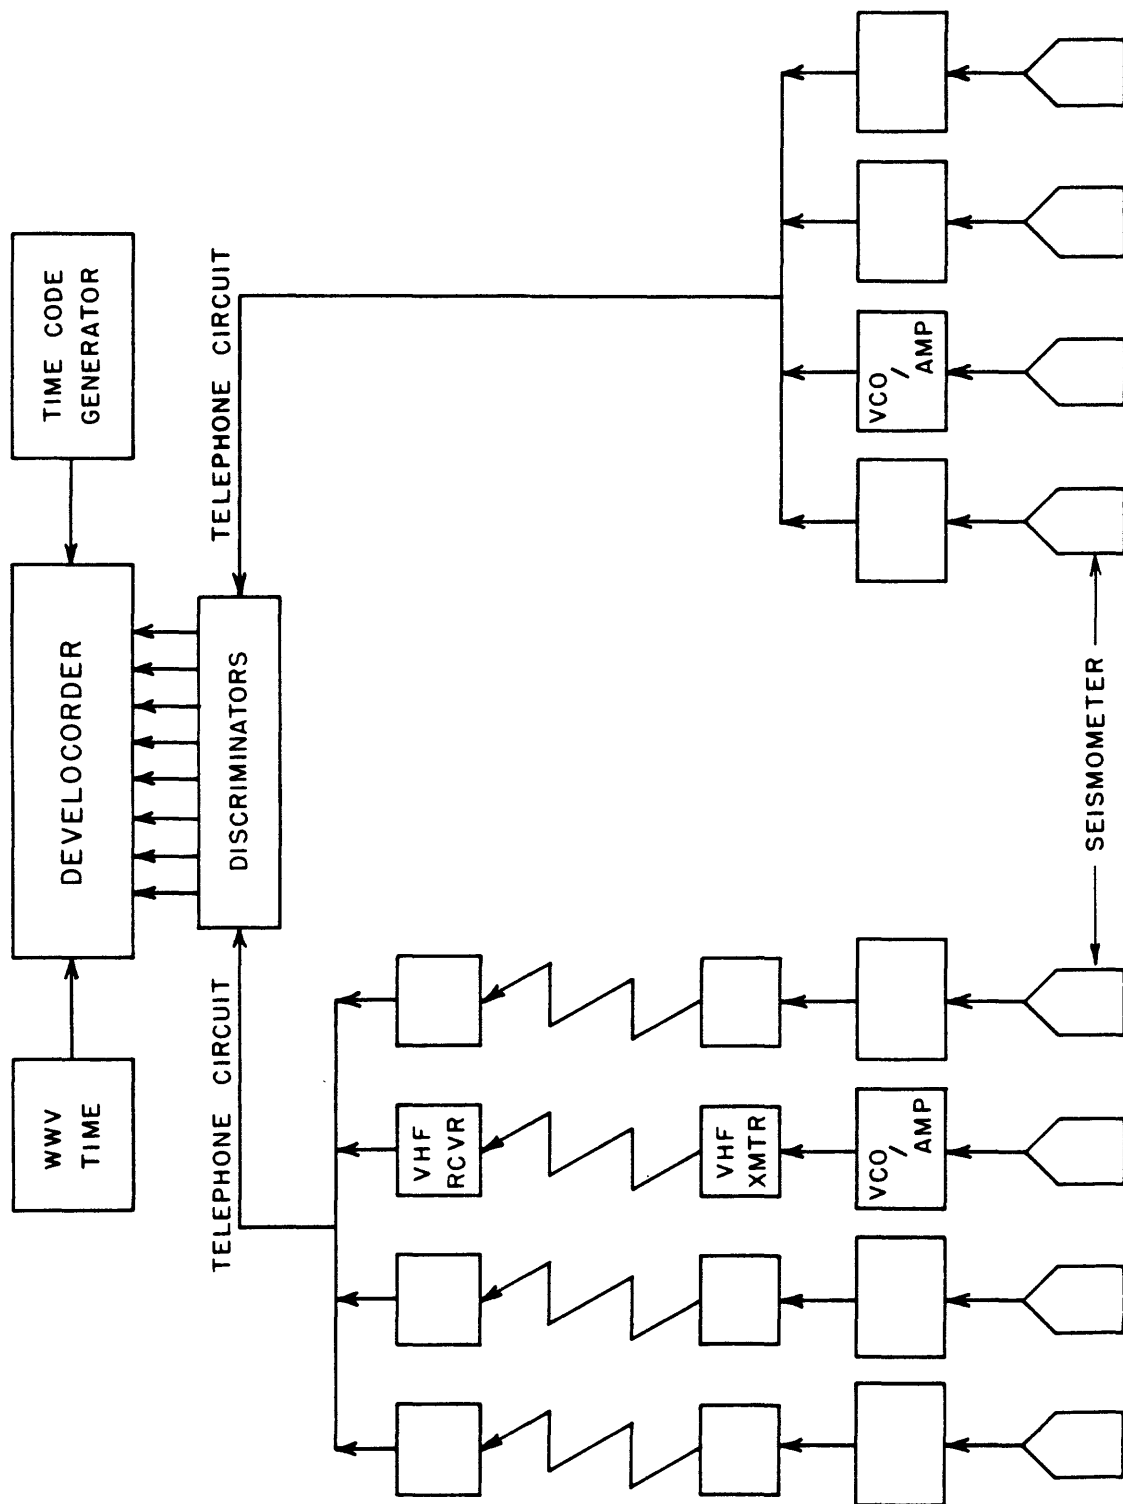 WWV
TIME
DEVELOCORDER
TIME CODE
GENERATOR
TELEPHONE CIRCUIT
DISCRIMINATORS
TELEPHONE CIRCUIT
VHF
RCVR
VHF
XMTR
VCO/
AMP
VCO/
AMP
SEISMOMETER